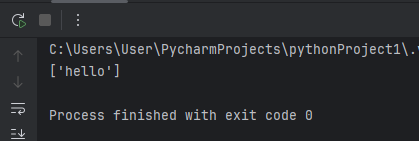 C:\Users\User\PycharmProjects\pythonProject1\.
['hello']
Process finished with exit code 0